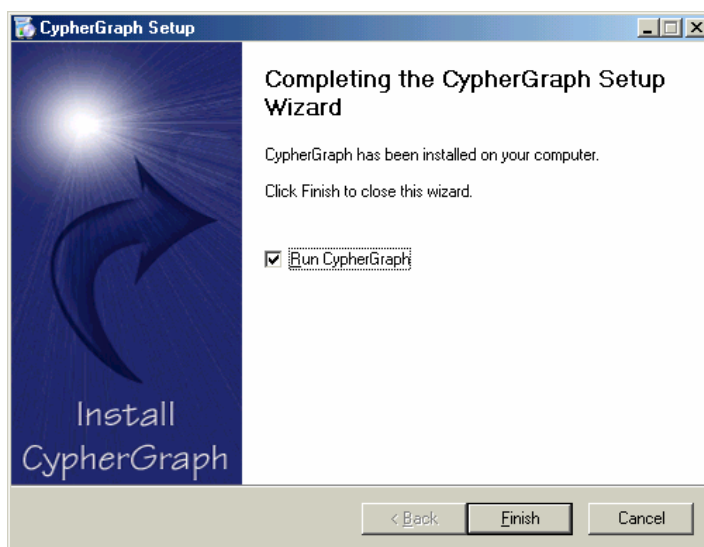 CypherGraph Setup
Completing the CypherGraph Setup
Wizard
CypherGraph has been installed on your computer.
Click Finish to close this wizard.
Run CypherGraph
Install
CypherGraph
< Back
Finish
Cancel